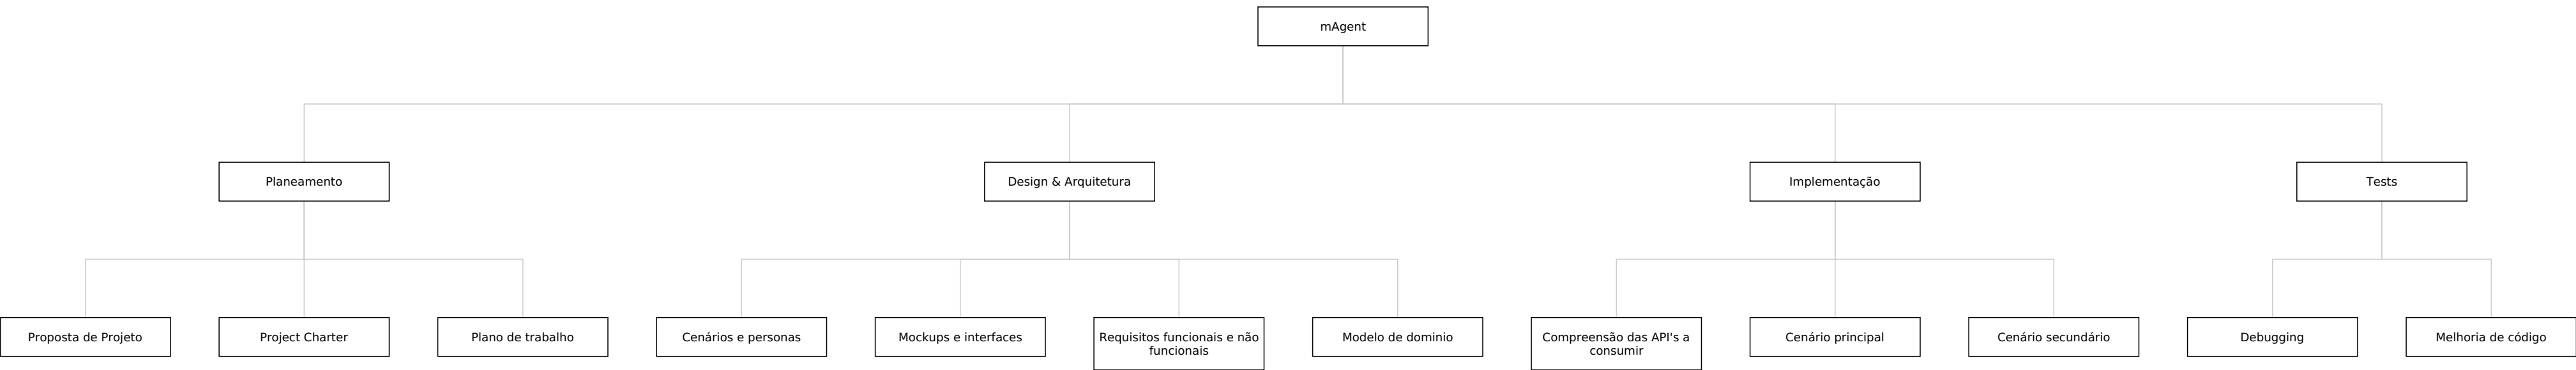 mAgent
Planeamento
Design & Arquitetura
Implementação
Tests
Proposta de Projeto
Project Charter
Plano de trabalho
Cenários e personas
Mockups e interfaces
Requisitos funcionais e não
funcionais
Modelo de dominio
Compreensão das API's a
consumir
Cenário principal
Cenário secundário
Debugging
Melhoria de código